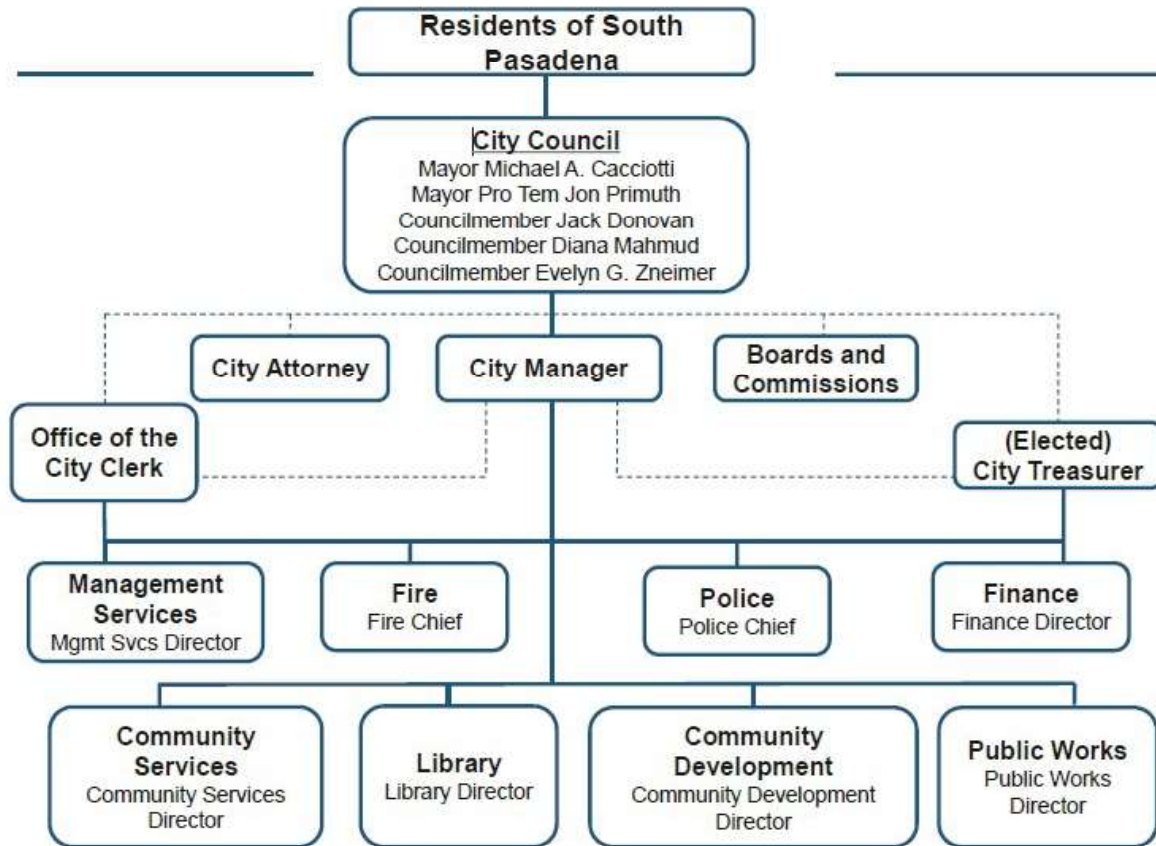 Residents of South
Pasadena
City Council
Mayor Michael A. Cacciotti
Mayor Pro Tem Jon Primuth
Councilmember Jack Donovan
Councilmember Diana Mahmud
Councilmember Evelyn G. Zneimer
City Attorney
City Manager
Boards and
Commissions
Office of the
City Clerk
(Elected)
City Treasurer
Management
Services
Mgmt Svcs Director
Fire
Fire Chief
Police
Police Chief
Finance
Finance Director
Community
Services
Community Services
Director
Library
Library Director
Community
Development
Community Development
Director
Public Works
Public Works
Director